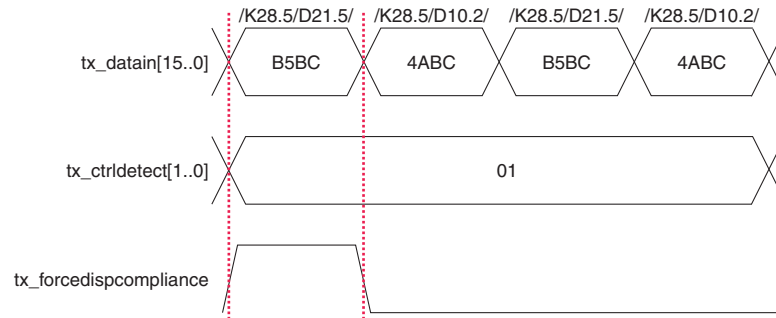 /K28.5/D21.5/ /K28.5/D10.2/ /K28.5/D21.5/ /K28.5/D10.2/
tx_datain[15..0] B5BC 4ABC B5BC 4ABC
tx_ctrldetect[1..0] 01
tx_forcedispcompliance